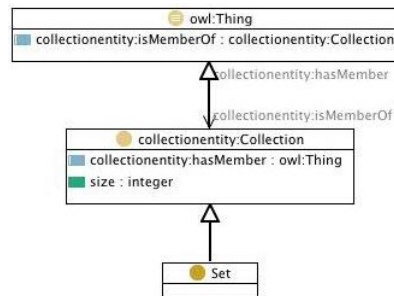 owl:Thing
collectionentity:isMemberOf : collectionentity:Collection
collectionentity:hasMember
collectionentity:isMemberOf
collectionentity:Collection
collectionentity:hasMember : owl:Thing
size : integer
Set